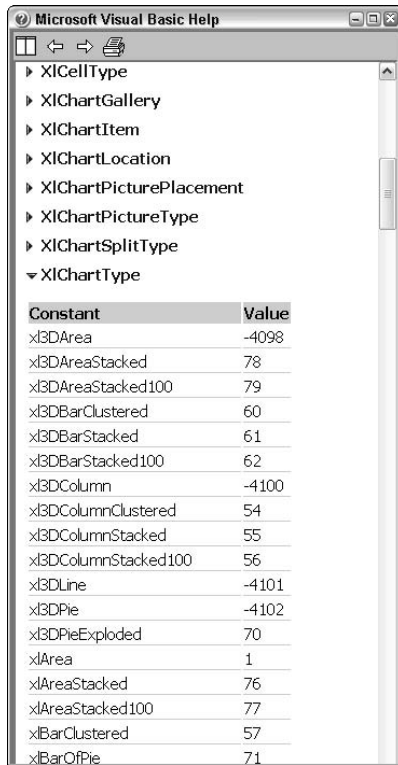 Microsoft Visual Basic Help
XlCellType
XlChartGallery
XlChartItem
XlChartLocation
XlChartPicturePlacement
XlChartPictureType
XlChartSplitType
XlChartType
Constant Value
xl3DArea -4098
xl3DAreaStacked 78
xl3DAreaStacked100 79
xl3DBarClustered 60
xl3DBarStacked 61
xl3DBarStacked100 62
xl3DColumn -4100
xl3DColumnClustered 54
xl3DColumnStacked 55
xl3DColumnStacked100 56
xl3DLine -4101
xl3DPie -4102
xl3DPieExploded 70
xlArea 1
xlAreaStacked 76
xlAreaStacked100 77
xlBarClustered 57
xlBarOfPie 71